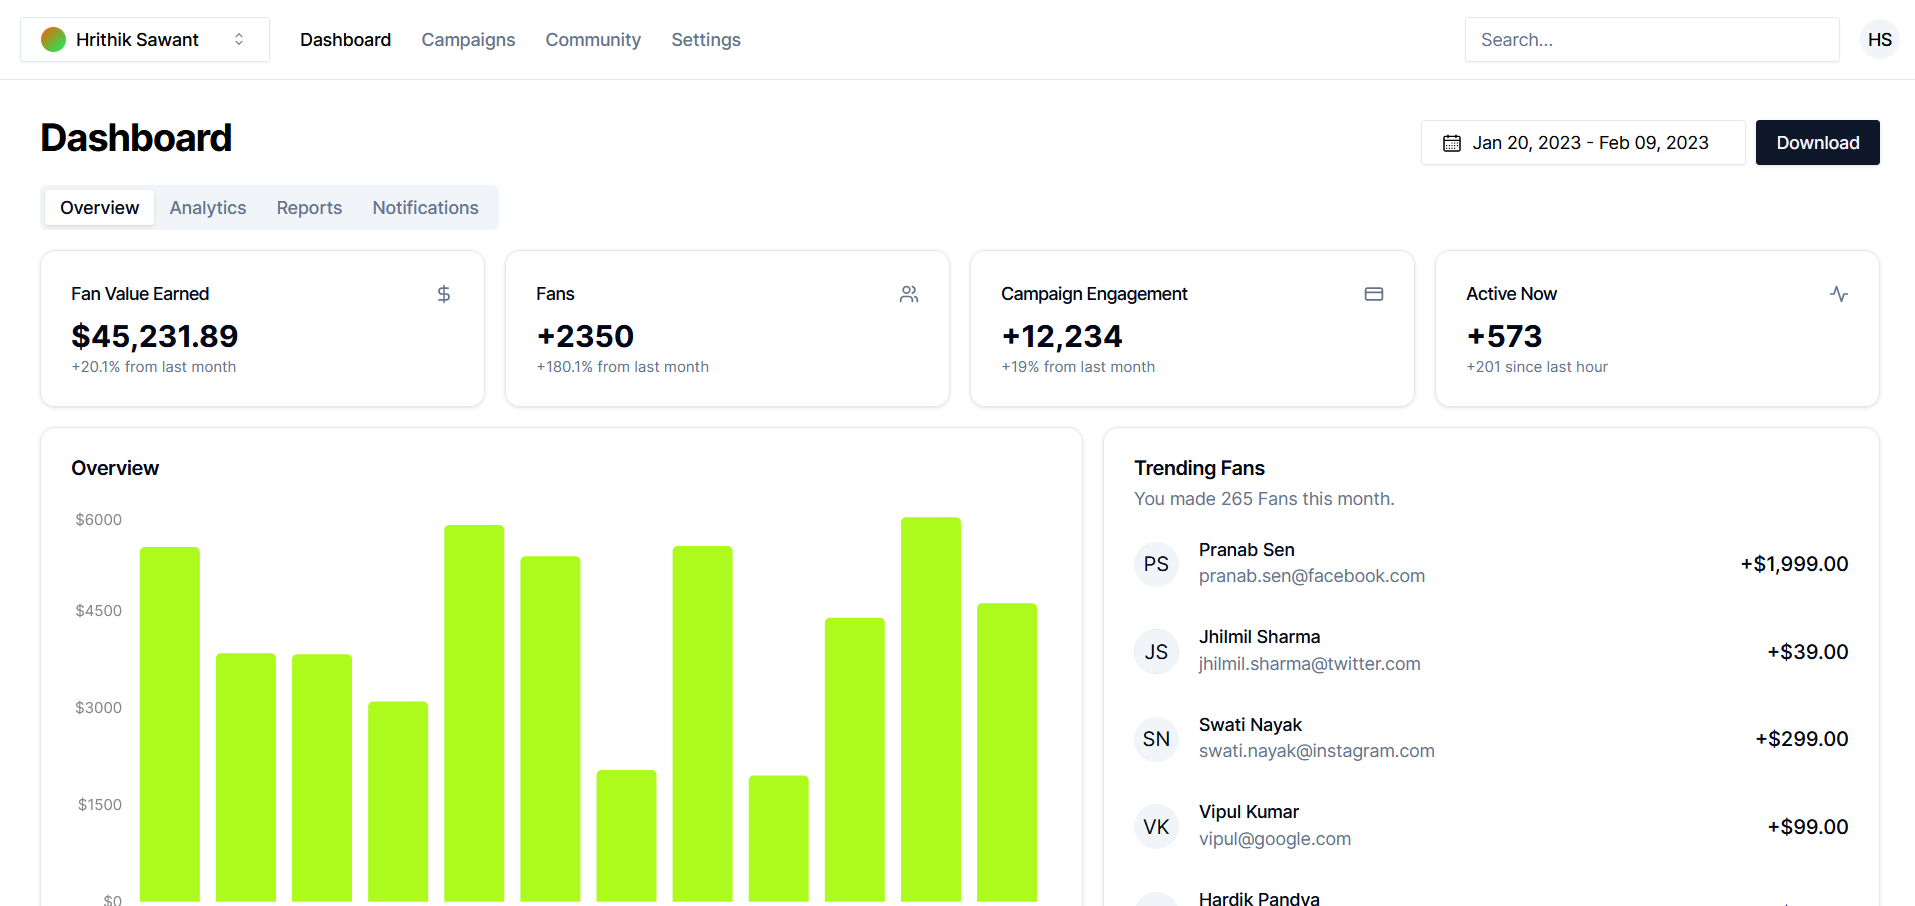 Hrithik Sawant
Dashboard
Campaigns
Community
Settings
Search...
HS
Dashboard
Jan 20, 2023 - Feb 09, 2023
Download
Overview
Analytics
Reports
Notifications
Fan Value Earned
$45,231.89
+20.1% from last month
Fans
+2350
+180.1% from last month
Campaign Engagement
+12,234
+19% from last month
Active Now
+573
+201 since last hour
Overview
$6000
$4500
$3000
$1500
$0
Trending Fans
You made 265 Fans this month.
PS
Pranab Sen
pranab.sen@facebook.com
+$1,999.00
JS
Jhilmil Sharma
jhilmil.sharma@twitter.com
+$39.00
SN
Swati Nayak
swati.nayak@instagram.com
+$299.00
VK
Vipul Kumar
vipul@google.com
+$99.00
Hardik Pandya